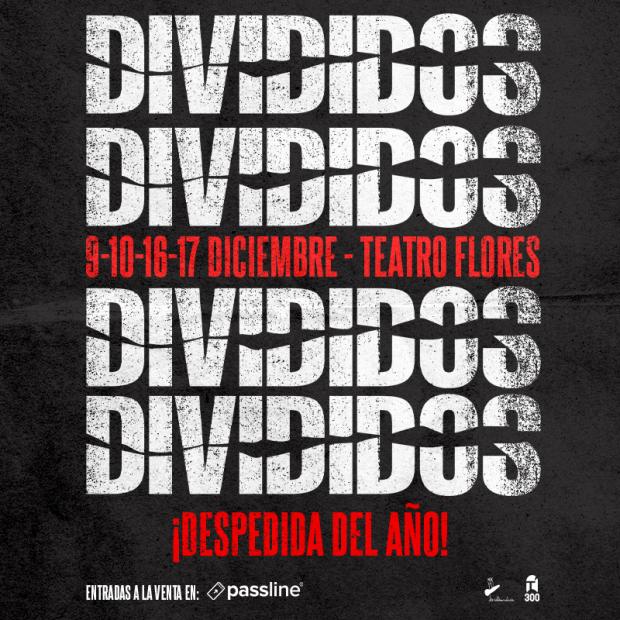 DIVIDIDOS
DIVIDIDOS
9-10-16-17 DICIEMBRE - TEATRO FLORES
DIVIDIDOS
DIVIDIDOS
¡DESPEDIDA DEL AÑO!
ENTRADAS A LA VENTA EN: passline
300